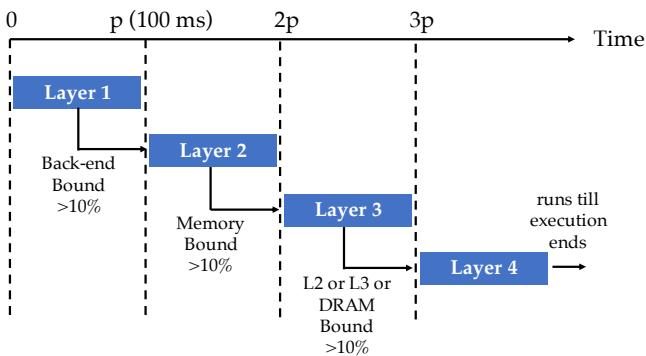 0 p (100 ms) 2p 3p
Time
Layer 1
Back-end
Bound
>10%
Layer 2
Memory
Bound
>10%
Layer 3
L2 or L3 or
DRAM
Bound
>10%
Layer 4
runs till
execution
ends